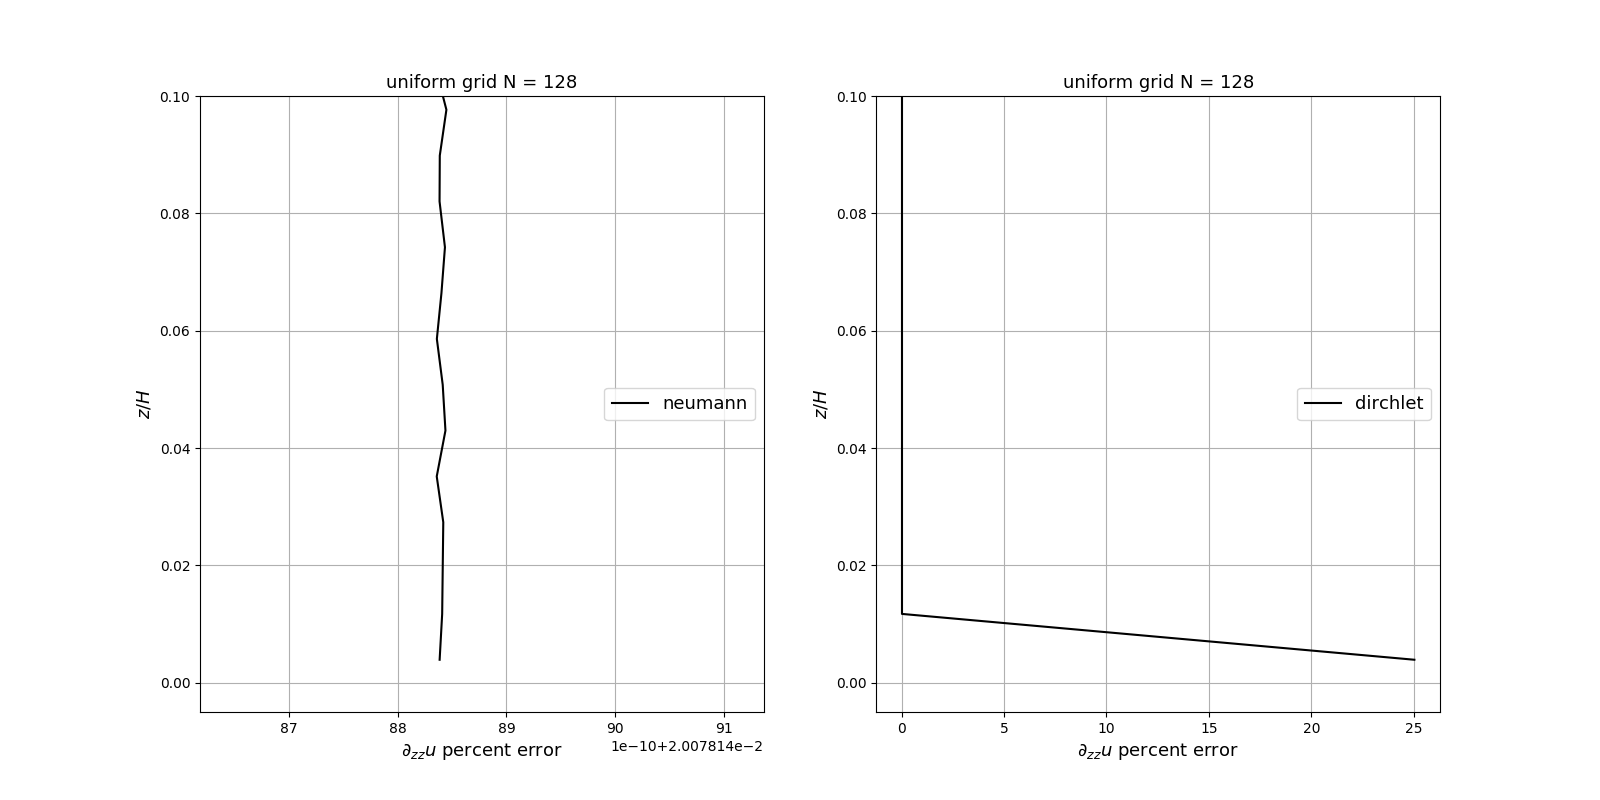 uniform grid N = 128
0.10
0.08
0.06
0.04
0.02
0.00
z/H
neumann
87 88 89 90 91
1e−10+2.007814e−2
∂zzu percent error
uniform grid N = 128
0.10
0.08
0.06
0.04
0.02
0.00
z/H
dirchlet
0 5 10 15 20 25
∂zzu percent error